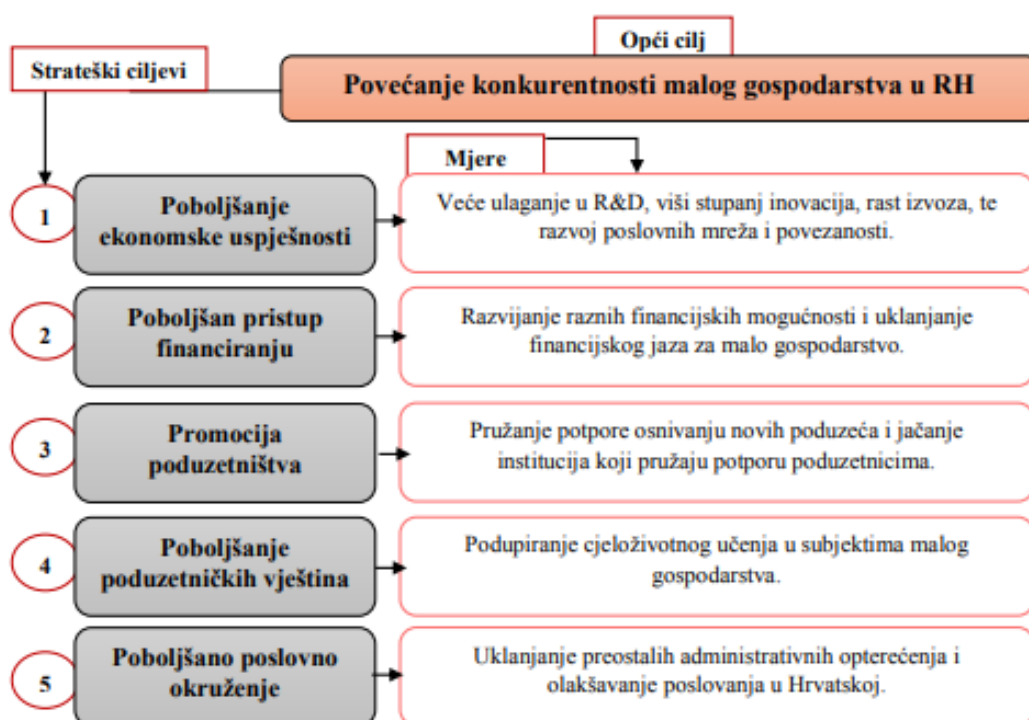 Opći cilj
Strateški ciljevi
Povećanje konkurentnosti malog gospodarstva u RH
Mjere
1
Poboljšanje
ekonomske uspješnosti
Veće ulaganje u R&D, viši stupanj inovacija, rast izvoza, te
razvoj poslovnih mreža i povezanosti.
2
Poboljšan pristup
financiranju
Razvijanje raznih financijskih mogućnosti i uklanjanje
financijskog jaza za malo gospodarstvo.
3
Promocija
poduzetništva
Pružanje potpore osnivanju novih poduzeća i jačanje
institucija koji pružaju potporu poduzetnicima.
4
Poboljšanje
poduzetničkih vještina
Podupiranje cjeloživotnog učenja u subjektima malog
gospodarstva.
5
Poboljšano poslovno
okruženje
Uklanjanje preostalih administrativnih opterećenja i
olakšavanje poslovanja u Hrvatskoj.